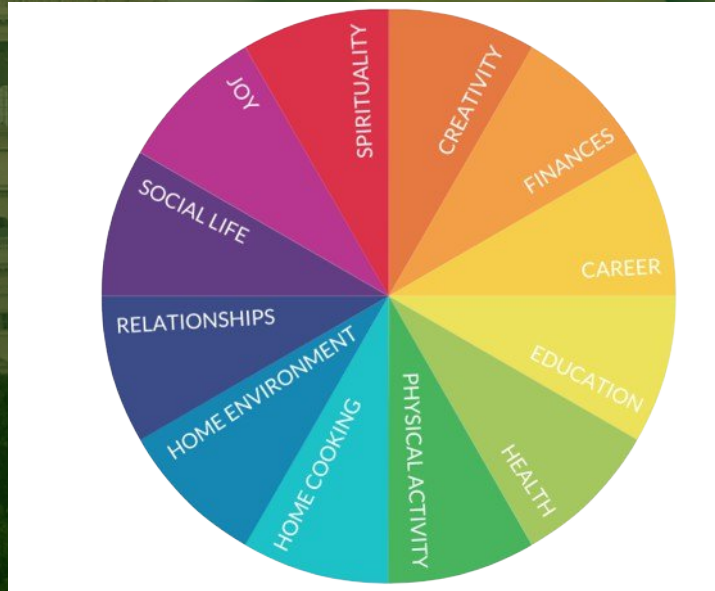 SPIRITUALITY
CREATIVITY
FINANCES
CAREER
EDUCATION
HEALTH
PHYSICAL ACTIVITY
HOME COOKING
HOME ENVIRONMENT
RELATIONSHIPS
SOCIAL LIFE
JOY